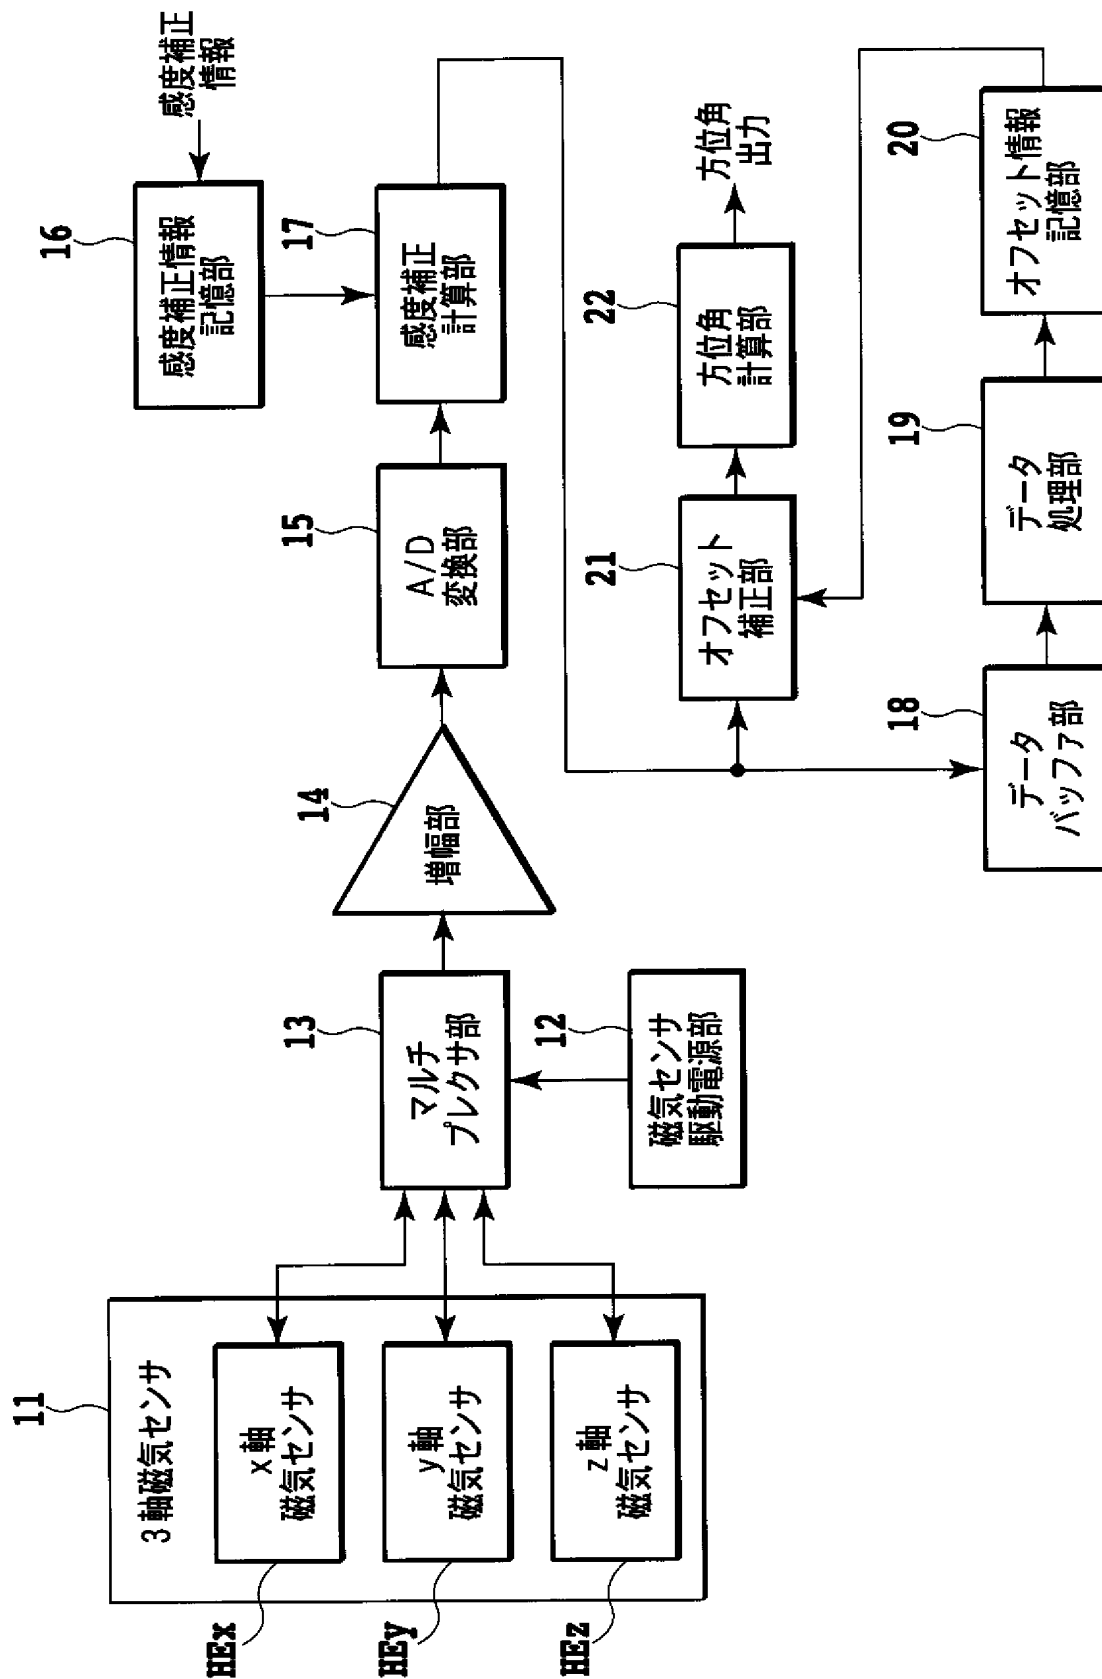 11
3軸磁気センサ
HEx
x軸
磁気センサ
HEy
y軸
磁気センサ
HEz
z軸
磁気センサ
13
マルチ
プレクサ部
12
磁気センサ
駆動電源部
14
増幅部
15
A/D
変換部
16
感度補正情報
記憶部
感度補正
情報
17
感度補正
計算部
21
オフセット
補正部
22
方位角
計算部
方位角
出力
18
データ
バッファ部
19
データ
処理部
20
オフセット情報
記憶部